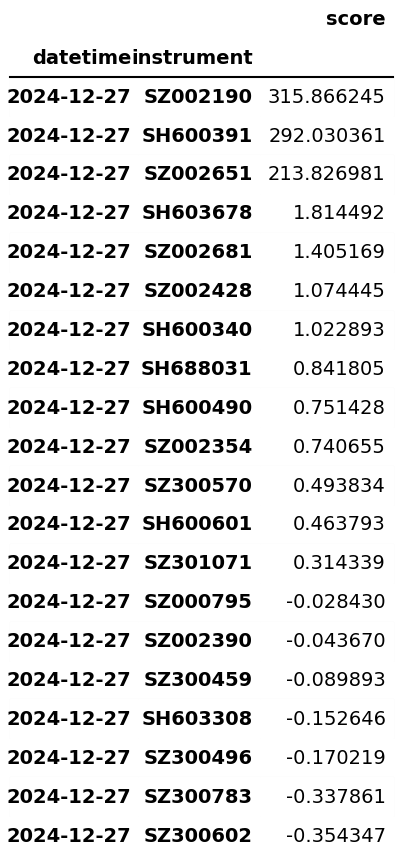 score
datetime instrument
2024-12-27 SZ002190 315.866245
2024-12-27 SH600391 292.030361
2024-12-27 SZ002651 213.826981
2024-12-27 SH603678 1.814492
2024-12-27 SZ002681 1.405169
2024-12-27 SZ002428 1.074445
2024-12-27 SH600340 1.022893
2024-12-27 SH688031 0.841805
2024-12-27 SH600490 0.751428
2024-12-27 SZ002354 0.740655
2024-12-27 SZ300570 0.493834
2024-12-27 SH600601 0.463793
2024-12-27 SZ301071 0.314339
2024-12-27 SZ000795 -0.028430
2024-12-27 SZ002390 -0.043670
2024-12-27 SZ300459 -0.089893
2024-12-27 SH603308 -0.152646
2024-12-27 SZ300496 -0.170219
2024-12-27 SZ300783 -0.337861
2024-12-27 SZ300602 -0.354347